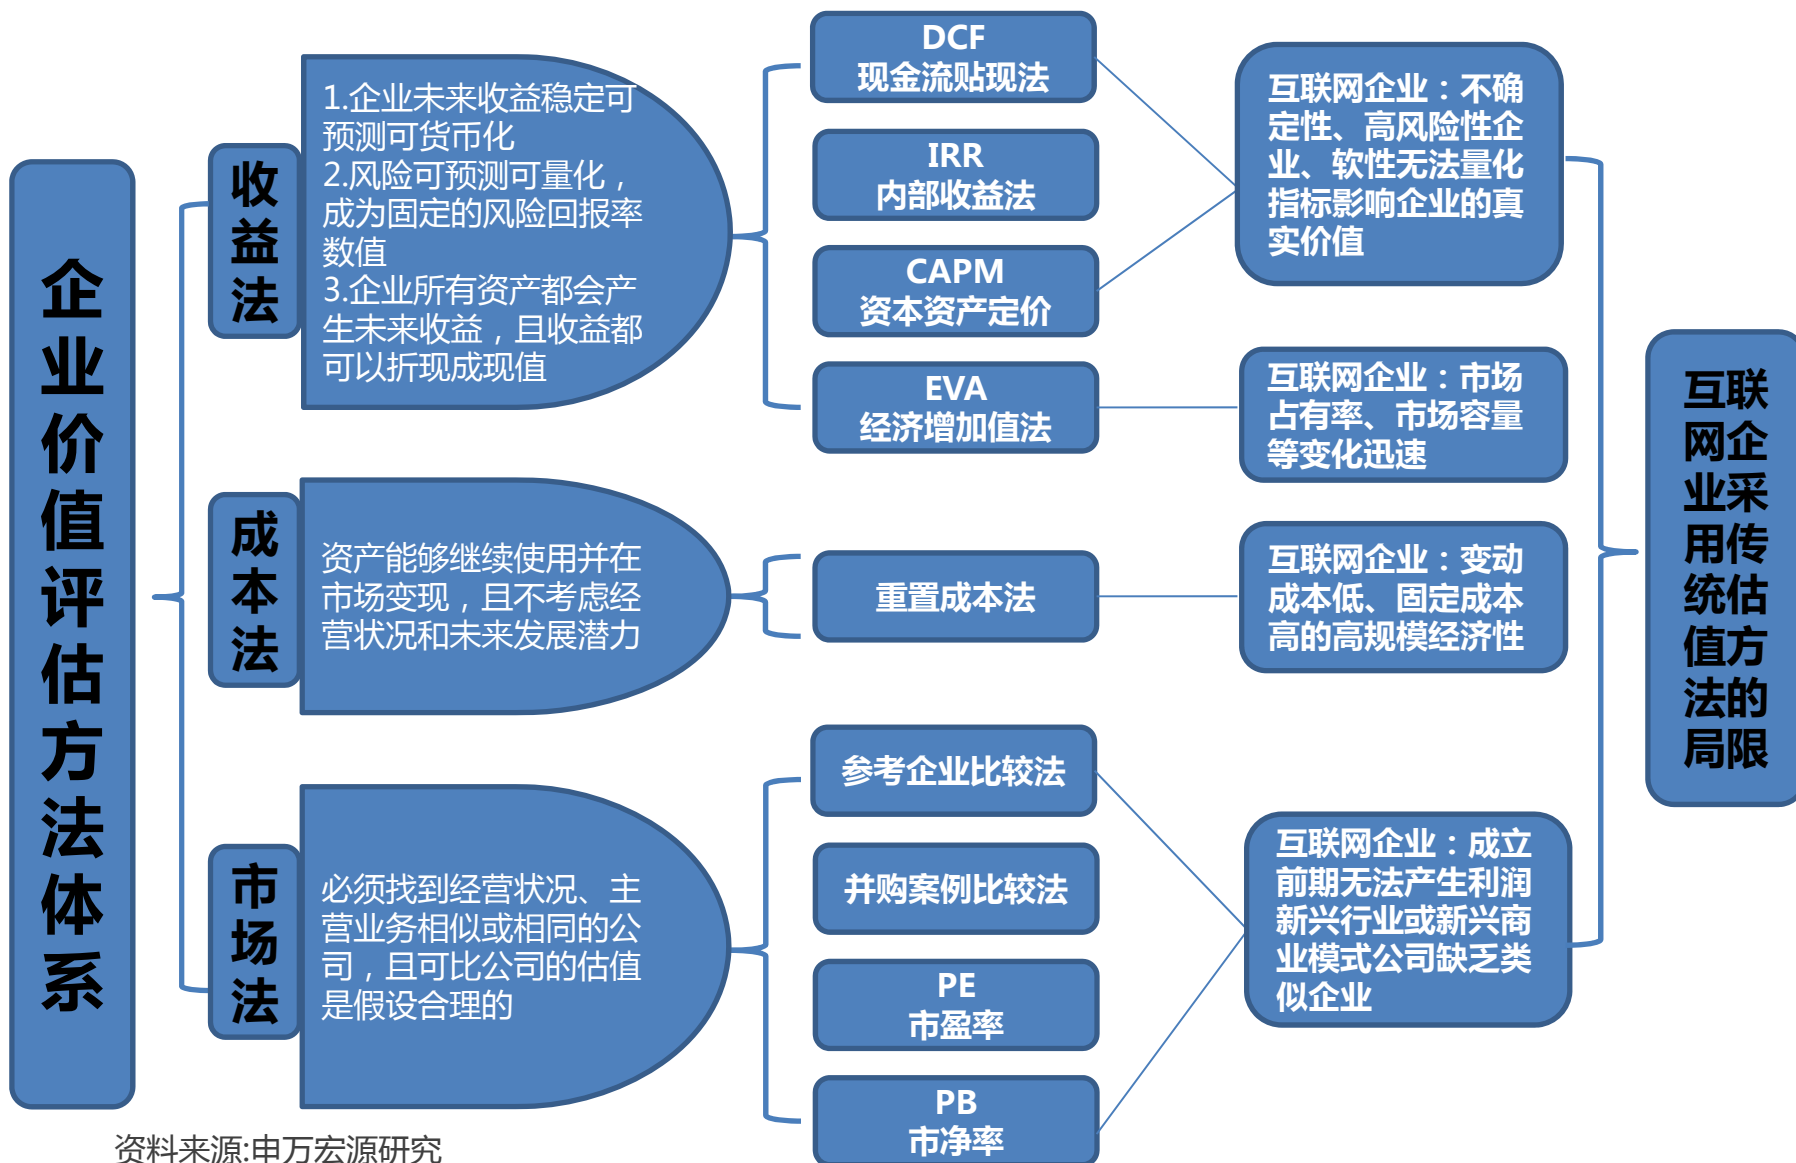 企业价值评估方法体系
收益法
1.企业未来收益稳定可
预测可货币化
2.风险可预测可量化，
成为固定的风险回报率
数值
3.企业所有资产都会产
生未来收益，且收益都
可以折现成现值
DCF
现金流贴现法
IRR
内部收益法
CAPM
资本资产定价
EVA
经济增加值法
互联网企业：不确
定性、高风险性企
业、软性无法量化
指标影响企业的真
实价值
互联网企业：市场
占有率、市场容量
等变化迅速
成本法
资产能够继续使用并在
市场变现，且不考虑经
营状况和未来发展潜力
重置成本法
互联网企业：变动
成本低、固定成本
高的高规模经济性
市场法
必须找到经营状况、主
营业务相似或相同的公
司，且可比公司的估值
是假设合理的
参考企业比较法
并购案例比较法
PE
市盈率
PB
市净率
互联网企业：成立
前期无法产生利润
新兴行业或新兴商
业模式公司缺乏类
似企业
互联
网企
业采
用传
统估
值方
法的
局限
资料来源:申万宏源研究